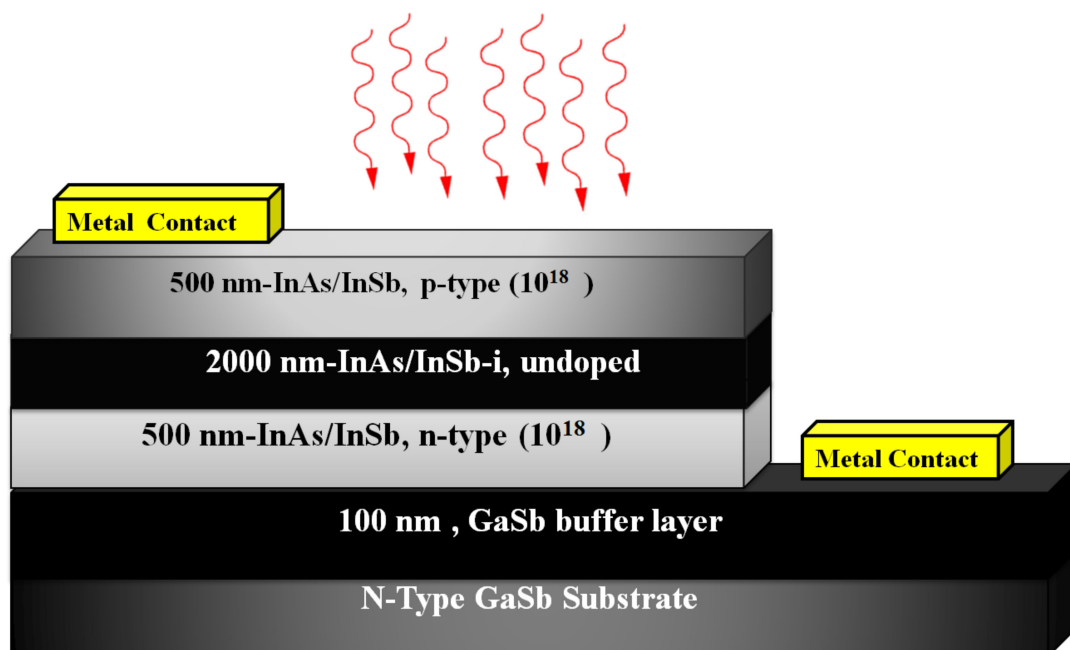 Metal Contact
500 nm-InAs/InSb, p-type (10¹⁸ )
2000 nm-InAs/InSb-i, undoped
500 nm-InAs/InSb, n-type (10¹⁸ )
Metal Contact
100 nm , GaSb buffer layer
N-Type GaSb Substrate